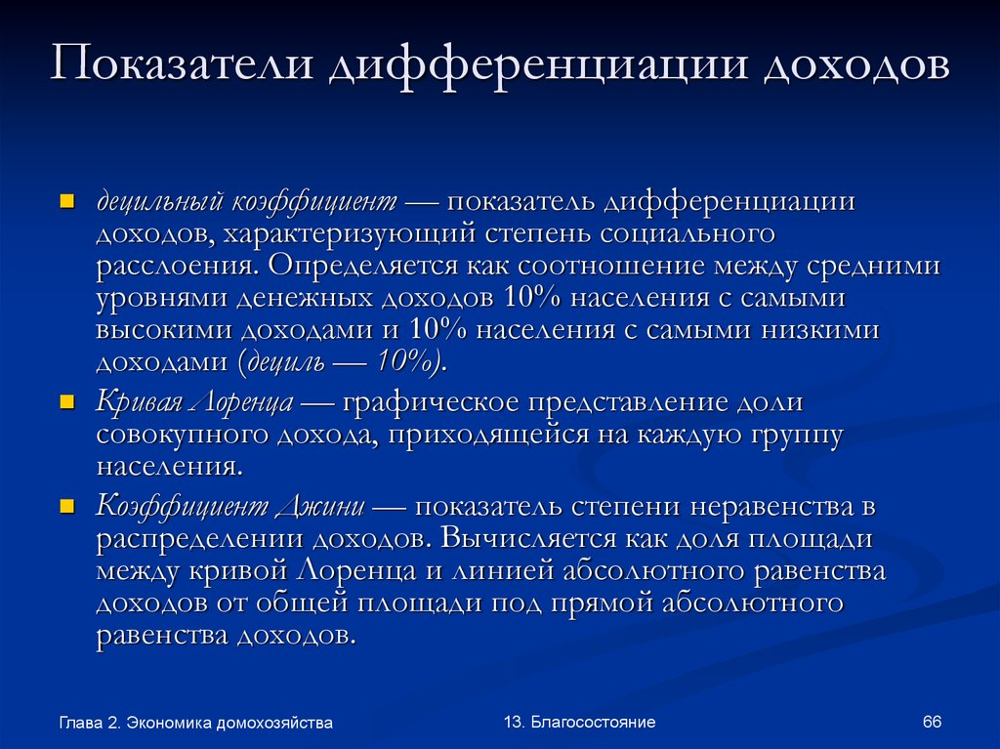 Показатели дифференциации доходов
децильный коэффициент — показатель дифференциации
доходов, характеризующий степень социального
расслоения. Определяется как соотношение между средними
уровнями денежных доходов 10% населения с самыми
высокими доходами и 10% населения с самыми низкими
доходами (дециль — 10%).
Кривая Лоренца — графическое представление доли
совокупного дохода, приходящейся на каждую группу
населения.
Коэффициент Джини — показатель степени неравенства в
распределении доходов. Вычисляется как доля площади
между кривой Лоренца и линией абсолютного равенства
доходов от общей площади под прямой абсолютного
равенства доходов.
Глава 2. Экономика домохозяйства
13. Благосостояние
66